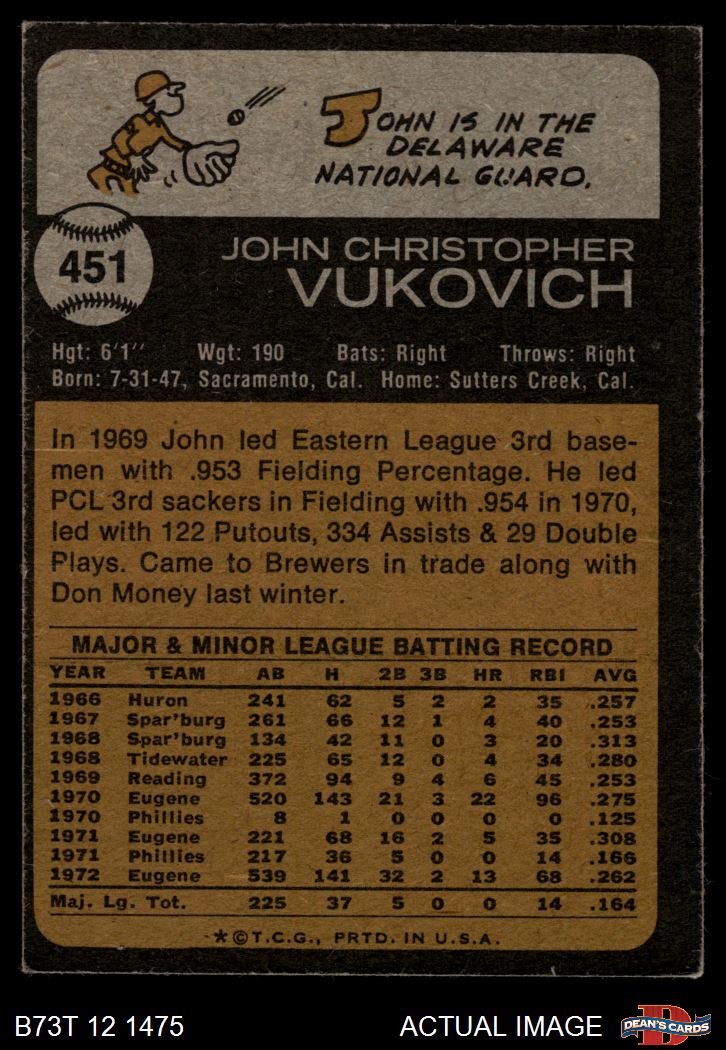 JOHN IS IN THE
DELAWARE
NATIONAL GUARD.
451
JOHN CHRISTOPHER
VUKOVICH
Hgt: 6'1" Wgt: 190 Bats: Right Throws: Right
Born: 7-31-47, Sacramento, Cal. Home: Sutters Creek, Cal.
In 1969 John led Eastern League 3rd base-
men with .953 Fielding Percentage. He led
PCL 3rd sackers in Fielding with .954 in 1970,
led with 122 Putouts, 334 Assists & 29 Double
Plays. Came to Brewers in trade along with
Don Money last winter.
MAJOR & MINOR LEAGUE BATTING RECORD
YEAR TEAM AB H 2B 3B HR RBI AVG
1966 Huron 241 62 5 2 2 35 .257
1967 Spar'burg 261 66 12 1 4 40 .253
1968 Spar'burg 134 42 11 0 3 20 .313
1968 Tidewater 225 65 12 0 4 34 .280
1969 Reading 372 94 9 4 6 45 .253
1970 Eugene 520 143 21 3 22 96 .275
1970 Phillies 8 1 0 0 0 0 .125
1971 Eugene 221 68 16 2 5 35 .308
1971 Phillies 217 36 5 0 0 14 .166
1972 Eugene 539 141 32 2 13 68 .262
Maj. Lg. Tot. 225 37 5 0 0 14 .164
*©T.C.G., PRTD. IN U.S.A.
B73T 12 1475 ACTUAL IMAGE D DEAN'S CARDS